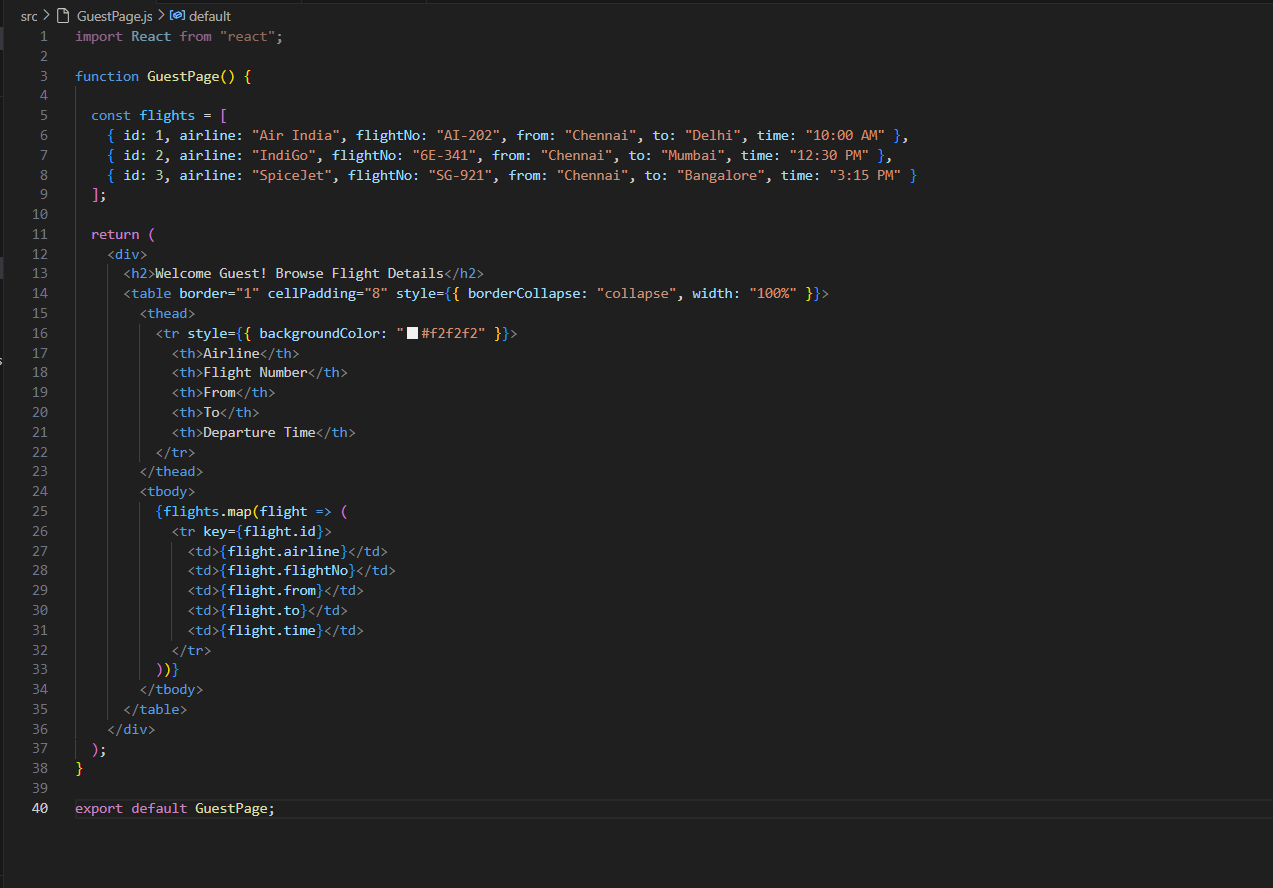 src > GuestPage.js > default
1 import React from "react";
2
3 function GuestPage() {
4
5   const flights = [
6     { id: 1, airline: "Air India", flightNo: "AI-202", from: "Chennai", to: "Delhi", time: "10:00 AM" },
7     { id: 2, airline: "IndiGo", flightNo: "6E-341", from: "Chennai", to: "Mumbai", time: "12:30 PM" },
8     { id: 3, airline: "SpiceJet", flightNo: "SG-921", from: "Chennai", to: "Bangalore", time: "3:15 PM" }
9   ];
10
11   return (
12     <div>
13       <h2>Welcome Guest! Browse Flight Details</h2>
14       <table border="1" cellPadding="8" style={{ borderCollapse: "collapse", width: "100%" }}>
15         <thead>
16           <tr style={{ backgroundColor: "#f2f2f2" }}>
17             <th>Airline</th>
18             <th>Flight Number</th>
19             <th>From</th>
20             <th>To</th>
21             <th>Departure Time</th>
22           </tr>
23         </thead>
24         <tbody>
25           {flights.map(flight => (
26             <tr key={flight.id}>
27               <td>{flight.airline}</td>
28               <td>{flight.flightNo}</td>
29               <td>{flight.from}</td>
30               <td>{flight.to}</td>
31               <td>{flight.time}</td>
32             </tr>
33           ))}
34         </tbody>
35       </table>
36     </div>
37   );
38 }
39
40 export default GuestPage;